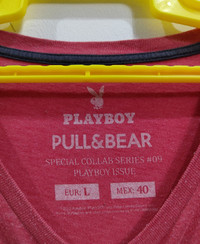 PLAYBOY
PULL&BEAR
SPECIAL COLLAB SERIES #09
PLAYBOY ISSUE
EUR: L MEX: 40